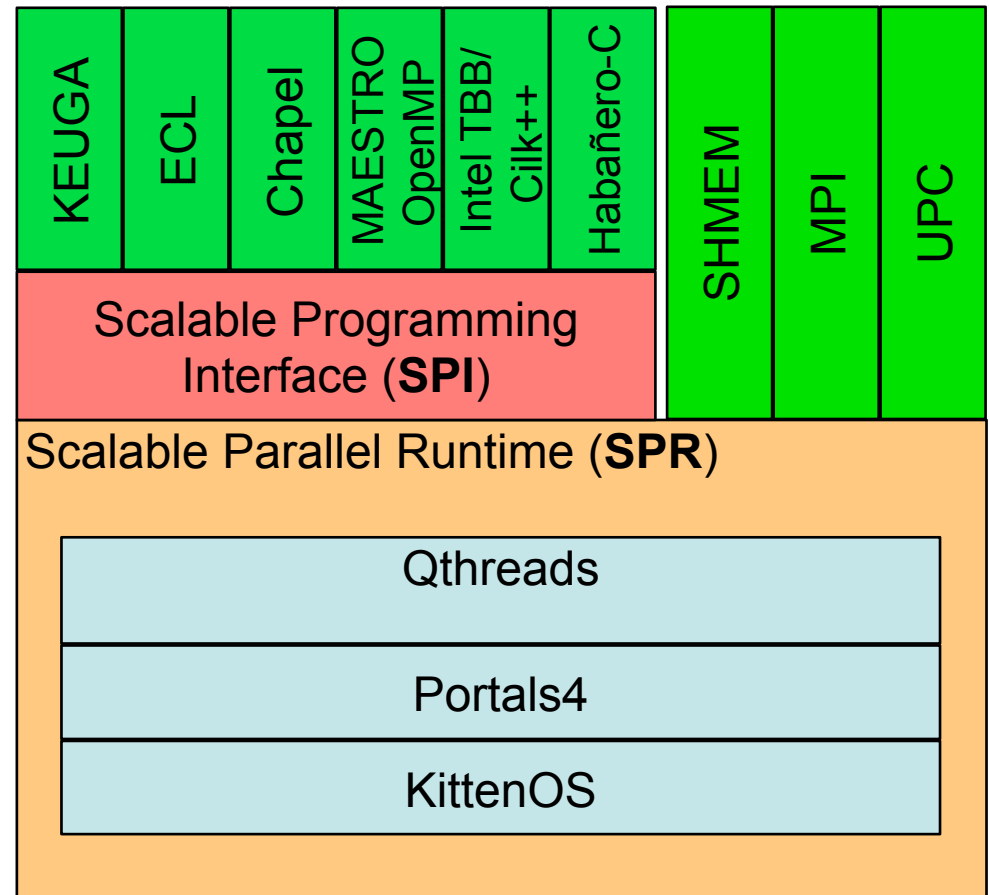 KEUGA
ECL
Chapel
MAESTRO
OpenMP
Intel TBB/
Cilk++
Habañero-C
SHMEM
MPI
UPC
Scalable Programming
Interface (SPI)
Scalable Parallel Runtime (SPR)
Qthreads
Portals4
KittenOS